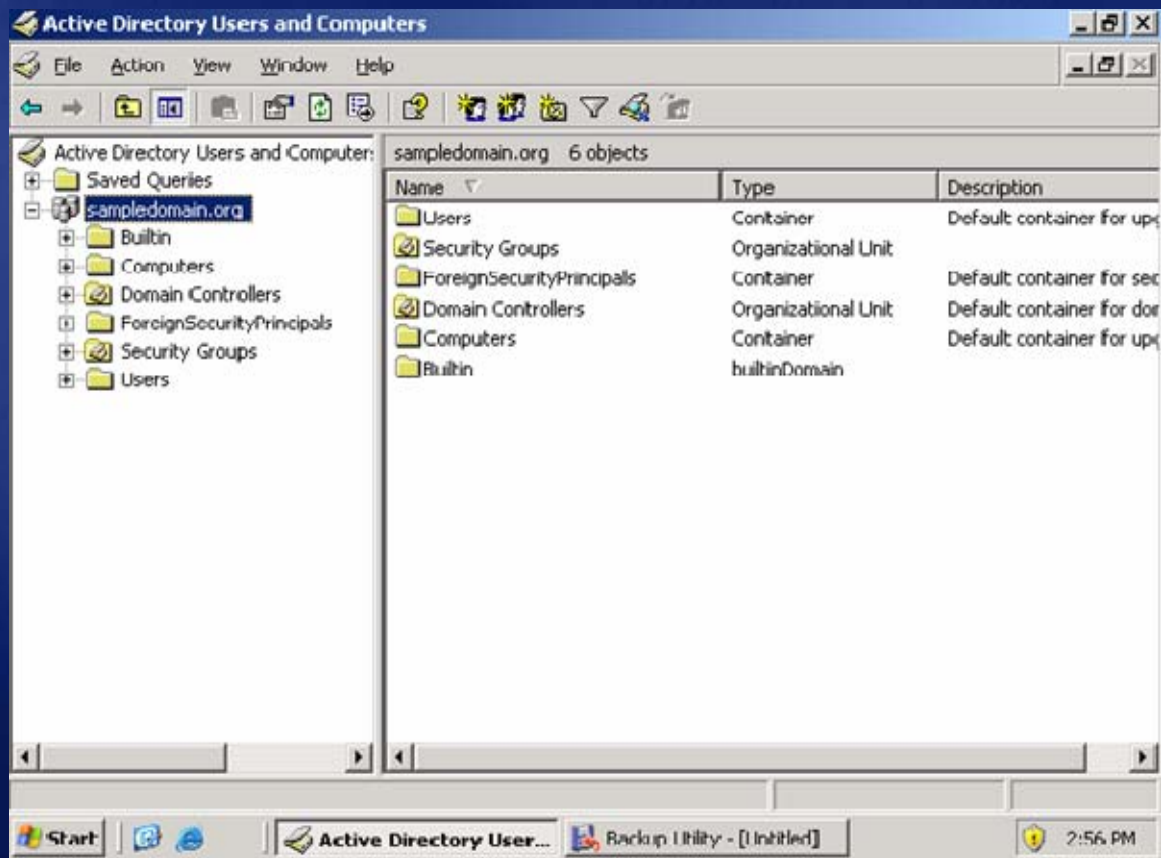 Active Directory Users and Computers
File Action View Window Help
Active Directory Users and Computer:
Saved Queries
sampledomain.org
Builtin
Computers
Domain Controllers
ForeignSecurityPrincipals
Security Groups
Users
sampledomain.org 6 objects
Name Type Description
Users Container Default container for upg
Security Groups Organizational Unit
ForeignSecurityPrincipals Container Default container for sec
Domain Controllers Organizational Unit Default container for dor
Computers Container Default container for upg
Builtin builtinDomain
Start Active Directory User... Backup Utility - [Untitled] 2:56 PM